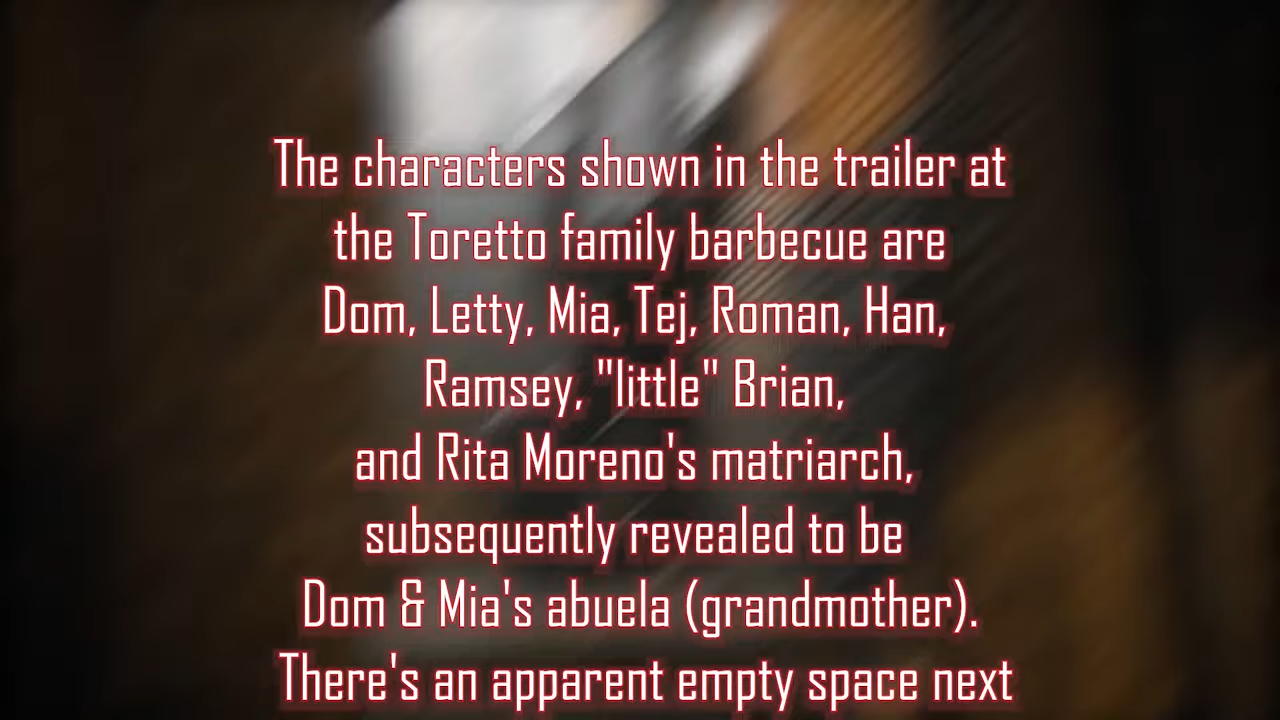 The characters shown in the trailer at
the Toretto family barbecue are
Dom, Letty, Mia, Tej, Roman, Han,
Ramsey, "little" Brian,
and Rita Moreno's matriarch,
subsequently revealed to be
Dom & Mia's abuela (grandmother).
There's an apparent empty space next